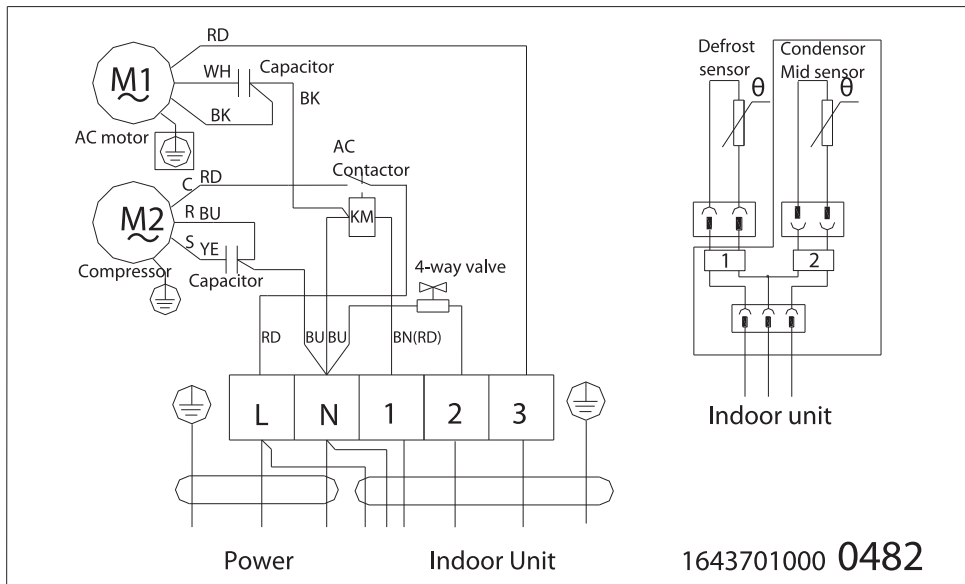 RD
M1
WH
Capacitor
BK
BK
AC motor
AC
Contactor
C RD
KM
R BU
M2
S YE
Compressor
Capacitor
4-way valve
RD
BU
BU
BN(RD)
L
N
1
2
3
Power
Indoor Unit
Defrost
sensor
θ
Condensor
Mid sensor
θ
1
2
Indoor unit
1643701000 0482